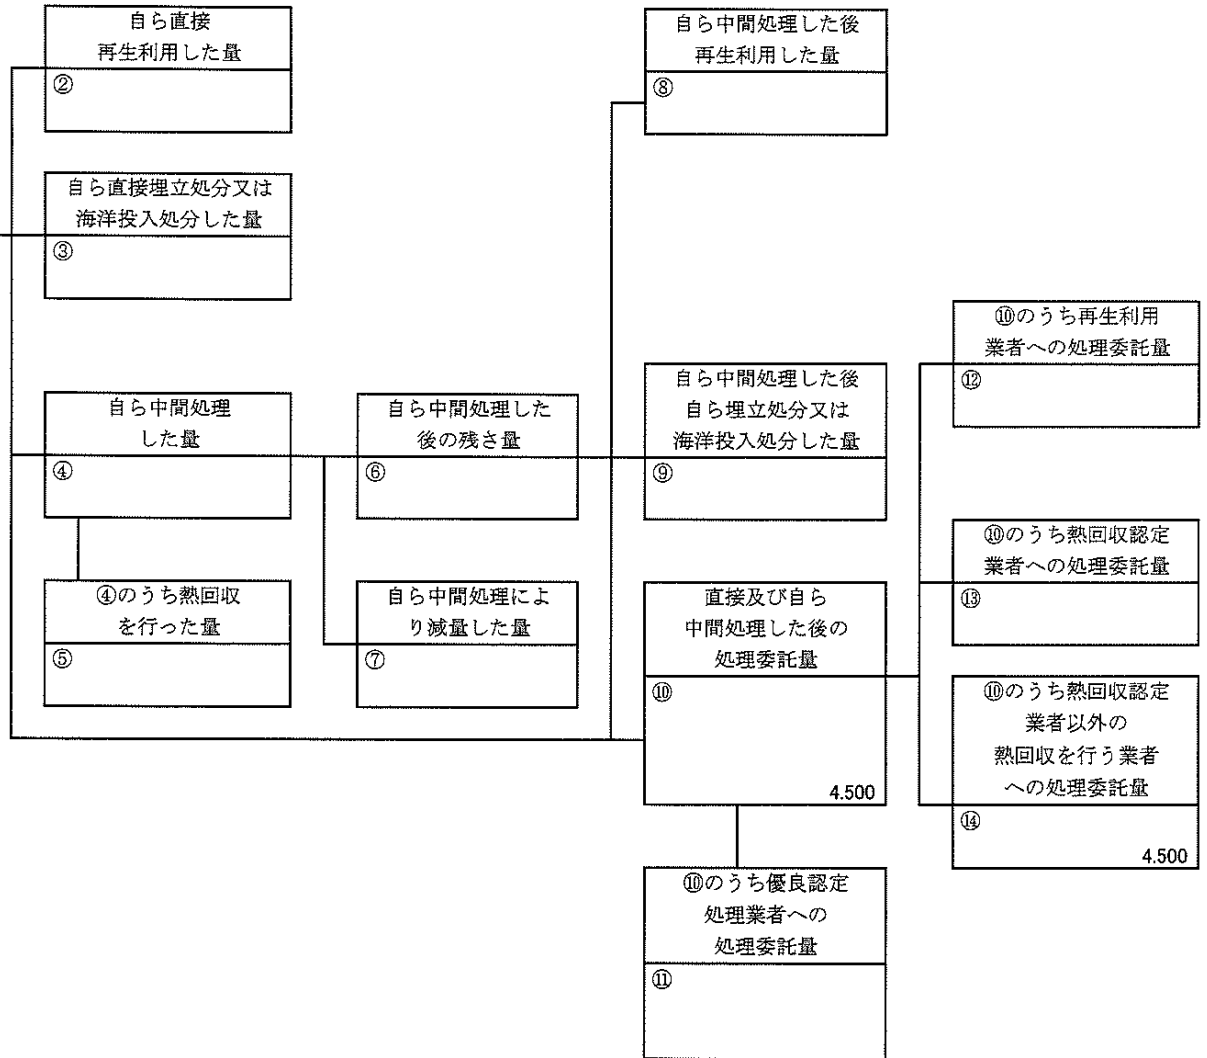 自ら直接
再生利用した量
②
自ら中間処理した後
再生利用した量
⑧
自ら直接埋立処分又は
海洋投入処分した量
③
⑩のうち再生利用
業者への処理委託量
⑫
自ら中間処理
した量
④
自ら中間処理した
後の残さ量
⑥
自ら中間処理した後
自ら埋立処分又は
海洋投入処分した量
⑨
⑩のうち熱回収認定
業者への処理委託量
⑬
④のうち熱回収
を行った量
⑤
自ら中間処理によ
り減量した量
⑦
直接及び自ら
中間処理した後の
処理委託量
⑩
4.500
⑩のうち熱回収認定
業者以外の
熱回収を行う業者
への処理委託量
⑭
4.500
⑩のうち優良認定
処理業者への
処理委託量
⑪